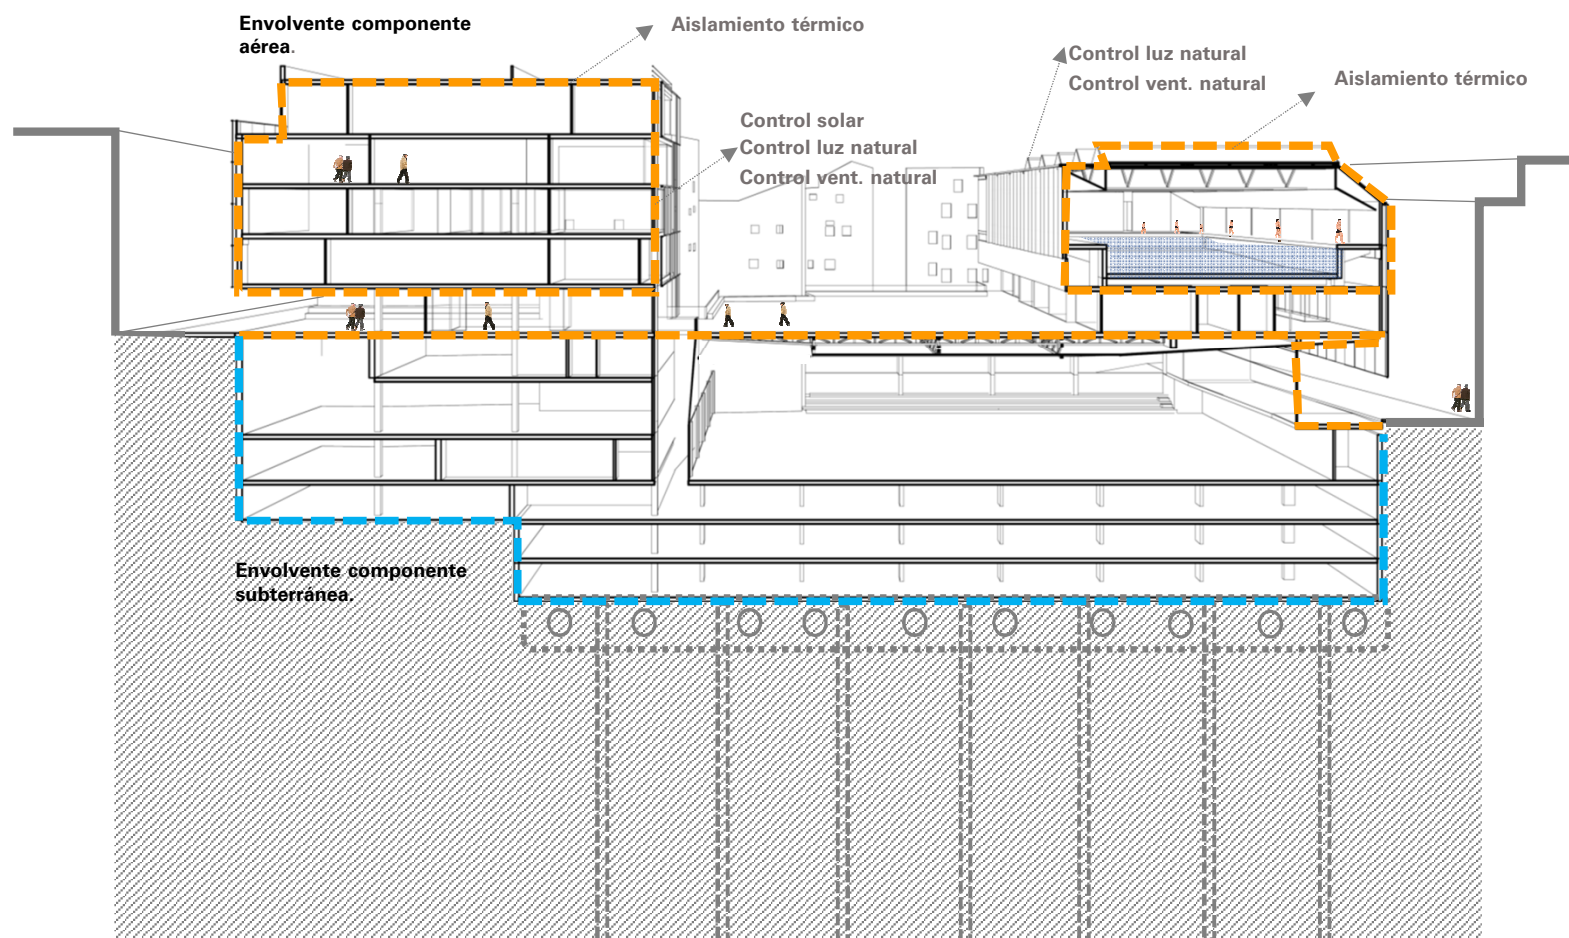 Envolvente componente
aérea.
Aislamiento térmico
Control luz natural
Control vent. natural
Aislamiento térmico
Control solar
Control luz natural
Control vent. natural
Envolvente componente
subterránea.